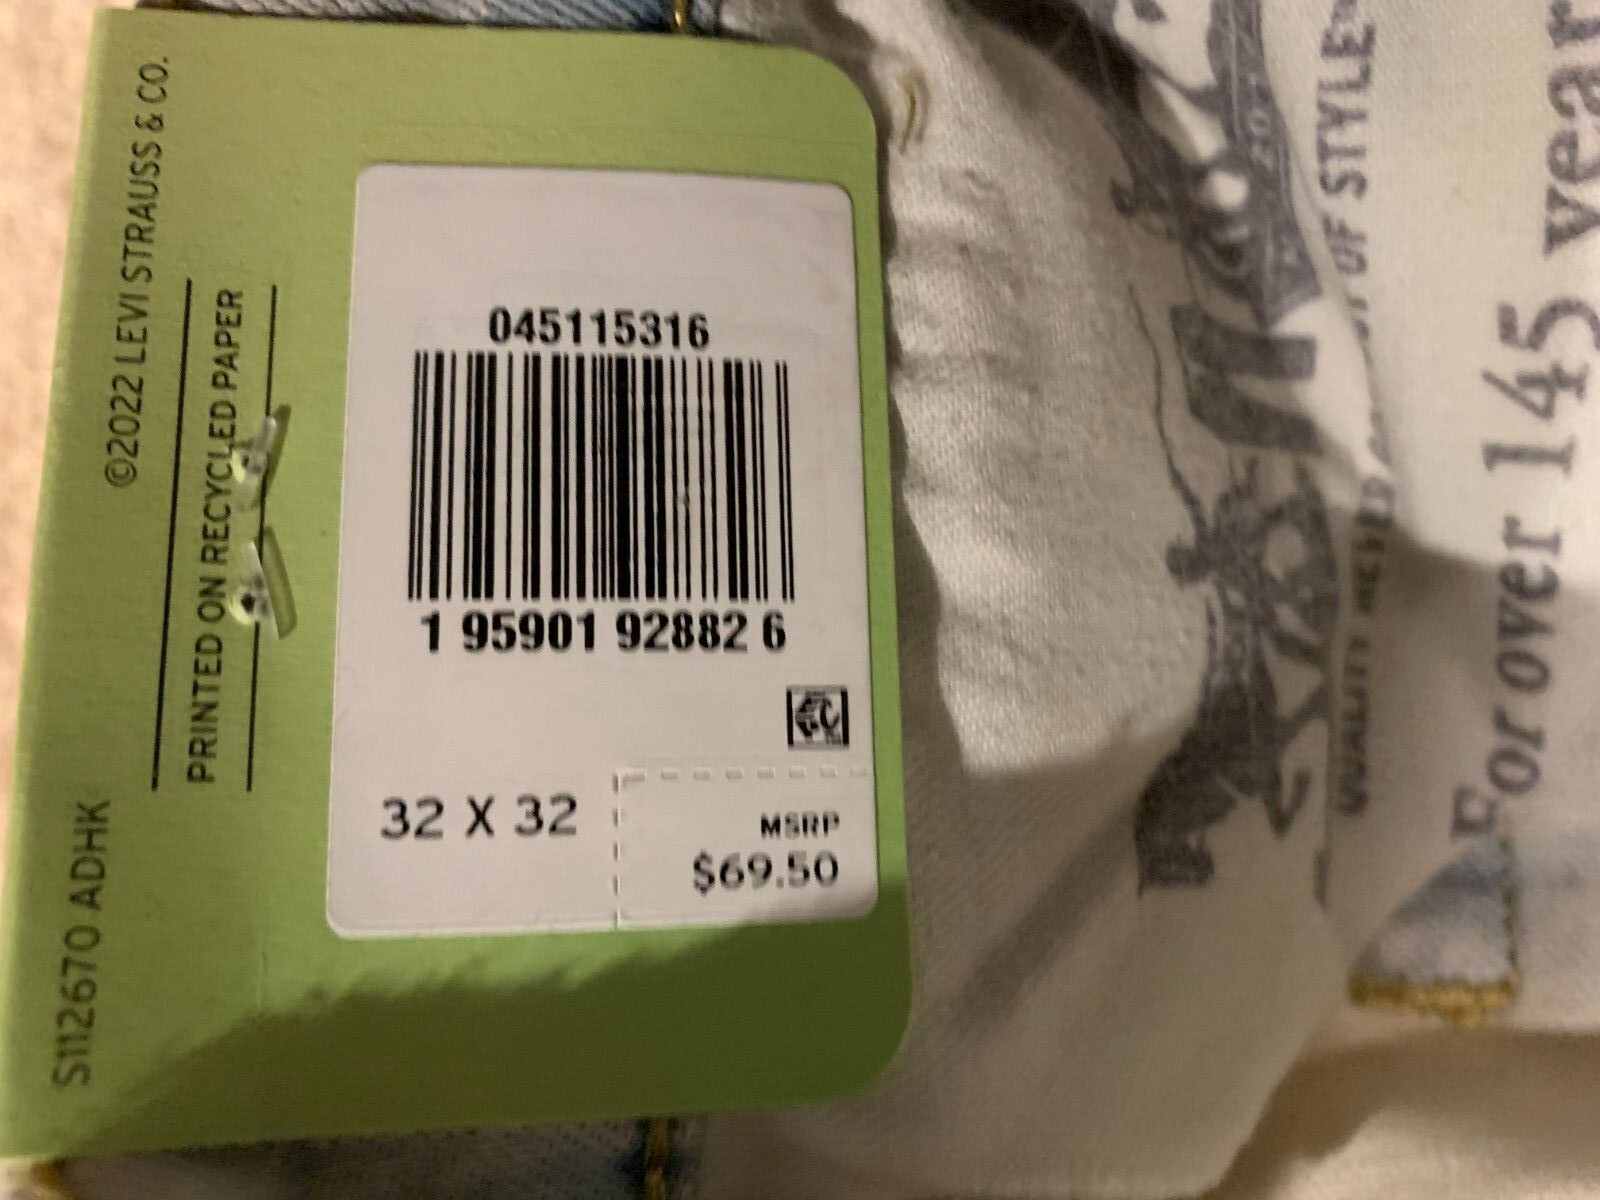 ©2022 LEVI STRAUSS & CO.
PRINTED ON RECYCLED PAPER
S112670 ADHK
045115316
1 95901 92882 6
32 X 32
MSRP
$69.50
OF STYLE
QUALITY
For over 145 year